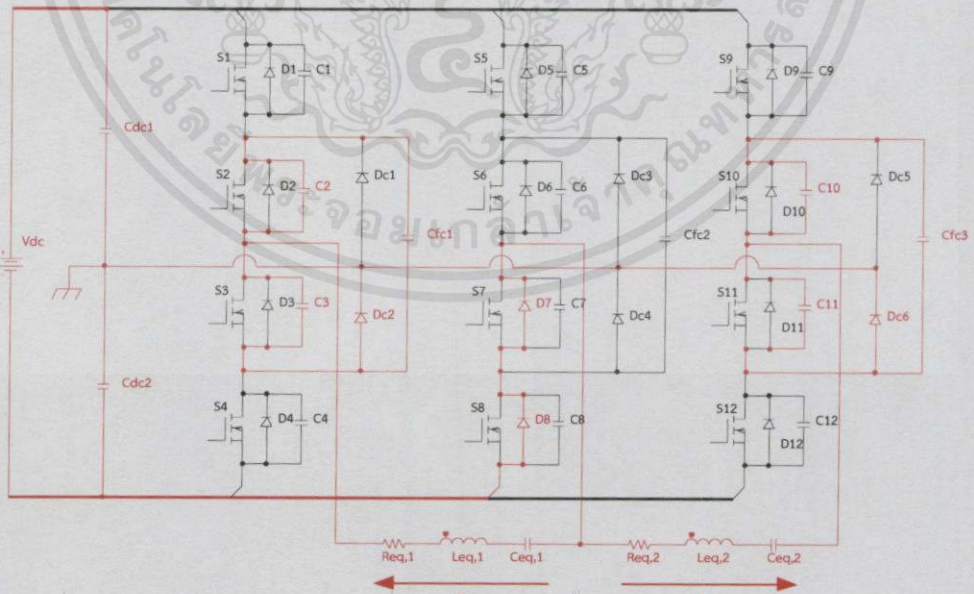 S1
D1
C1
S5
D5
C5
S9
D9
C9
Cdc1
S2
D2
C2
Dc1
S6
D6
C6
Dc3
S10
D10
C10
Dc5
Vdc
Cfc1
Cfc2
Cfc3
S3
D3
C3
Dc2
S7
D7
C7
Dc4
S11
D11
C11
Dc6
Cdc2
S4
D4
C4
S8
D8
C8
S12
D12
C12
Req,1
Leq,1
Ceq,1
Req,2
Leq,2
Ceq,2